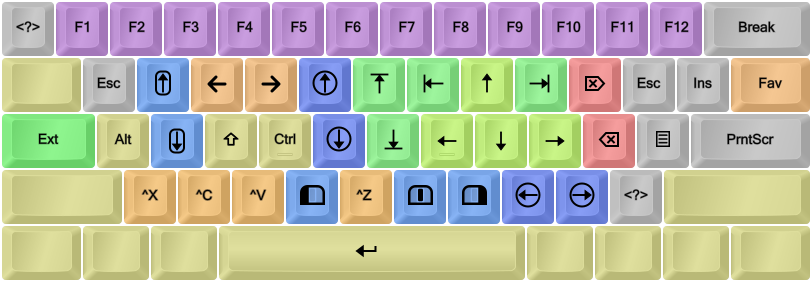 <?> F1 F2 F3 F4 F5 F6 F7 F8 F9 F10 F11 F12 Break
Esc ← → ↑ ⤒ ⇤ ↑ ⇥ ⌦ Esc Ins Fav
Ext Alt ⇧ Ctrl ↓ ⤓ ← ↓ → ⌫ ▤ PrntScr
^X ^C ^V ^Z ← → <?>
↵